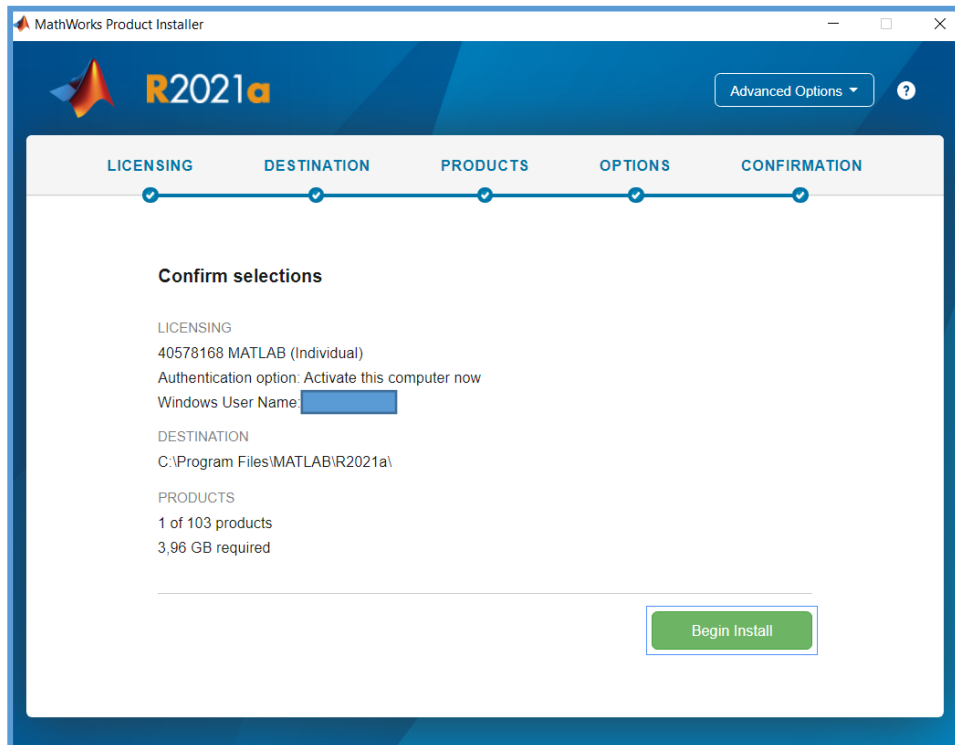 MathWorks Product Installer
R2021a
Advanced Options
?
LICENSING DESTINATION PRODUCTS OPTIONS CONFIRMATION
Confirm selections
LICENSING
40578168 MATLAB (Individual)
Authentication option: Activate this computer now
Windows User Name:
DESTINATION
C:\Program Files\MATLAB\R2021a\
PRODUCTS
1 of 103 products
3,96 GB required
Begin Install